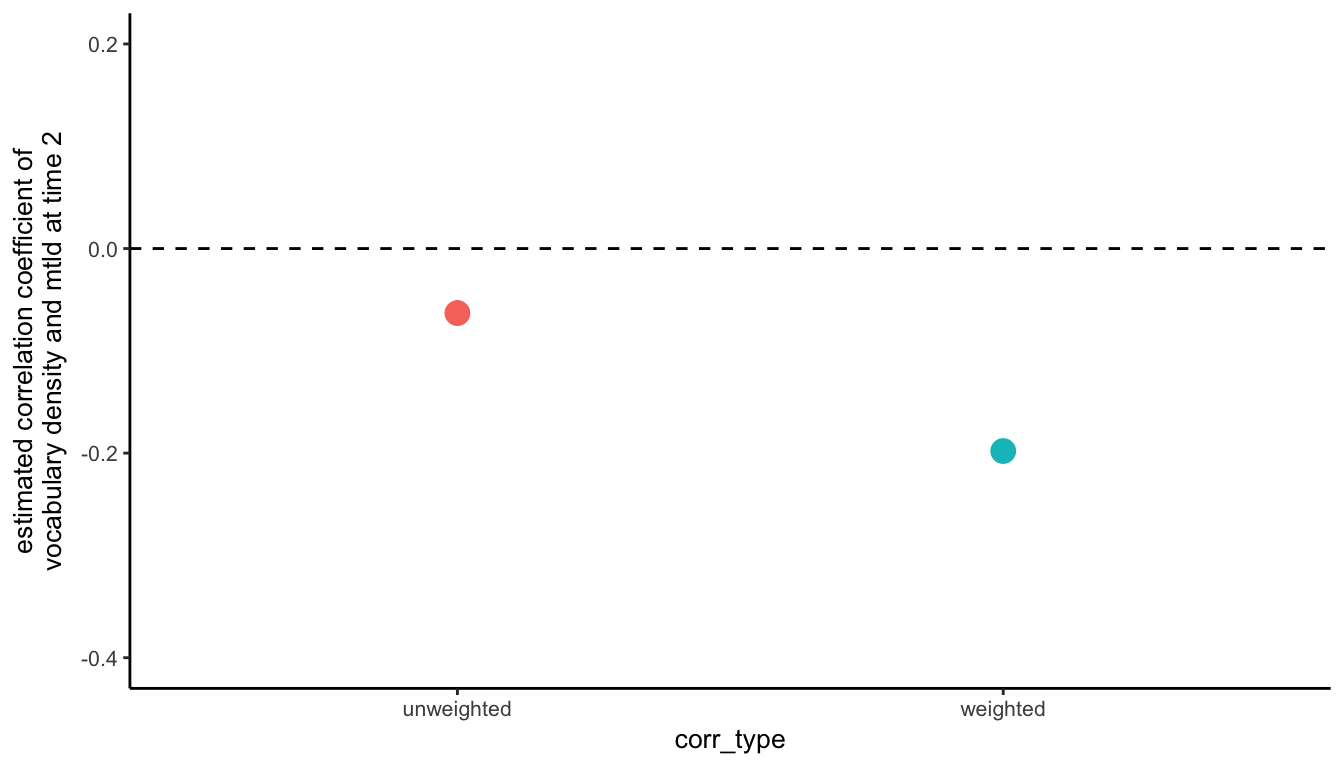 estimated correlation coefficient of
vocabulary density and mtld at time 2
0.2
0.0
-0.2
-0.4
unweighted
weighted
corr_type